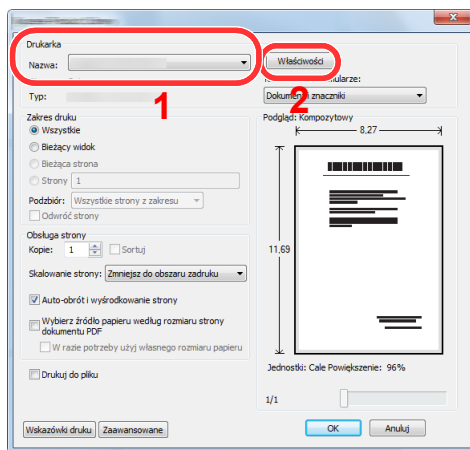 Drukarka
Nazwa:
Właściwości
1
2
Typ:
Dokument i znaczniki
Zakres druku
Wszystkie
Bieżący widok
Bieżąca strona
Strony 1
Podzbiór: Wszystkie strony z zakresu
Odwróć strony
Podgląd: Kompozytowy
8,27
11,69
Obsługa strony
Kopie: 1 Sortuj
Skalowanie strony: Zmniejsz do obszaru zadruku
Auto-obrót i wyśrodkowanie strony
Wybierz źródło papieru według rozmiaru strony
dokumentu PDF
W razie potrzeby użyj własnego rozmiaru papieru
Drukuj do pliku
Jednostki: Cale Powiększenie: 96%
1/1
Wskazówki druku Zaawansowane
OK Anuluj